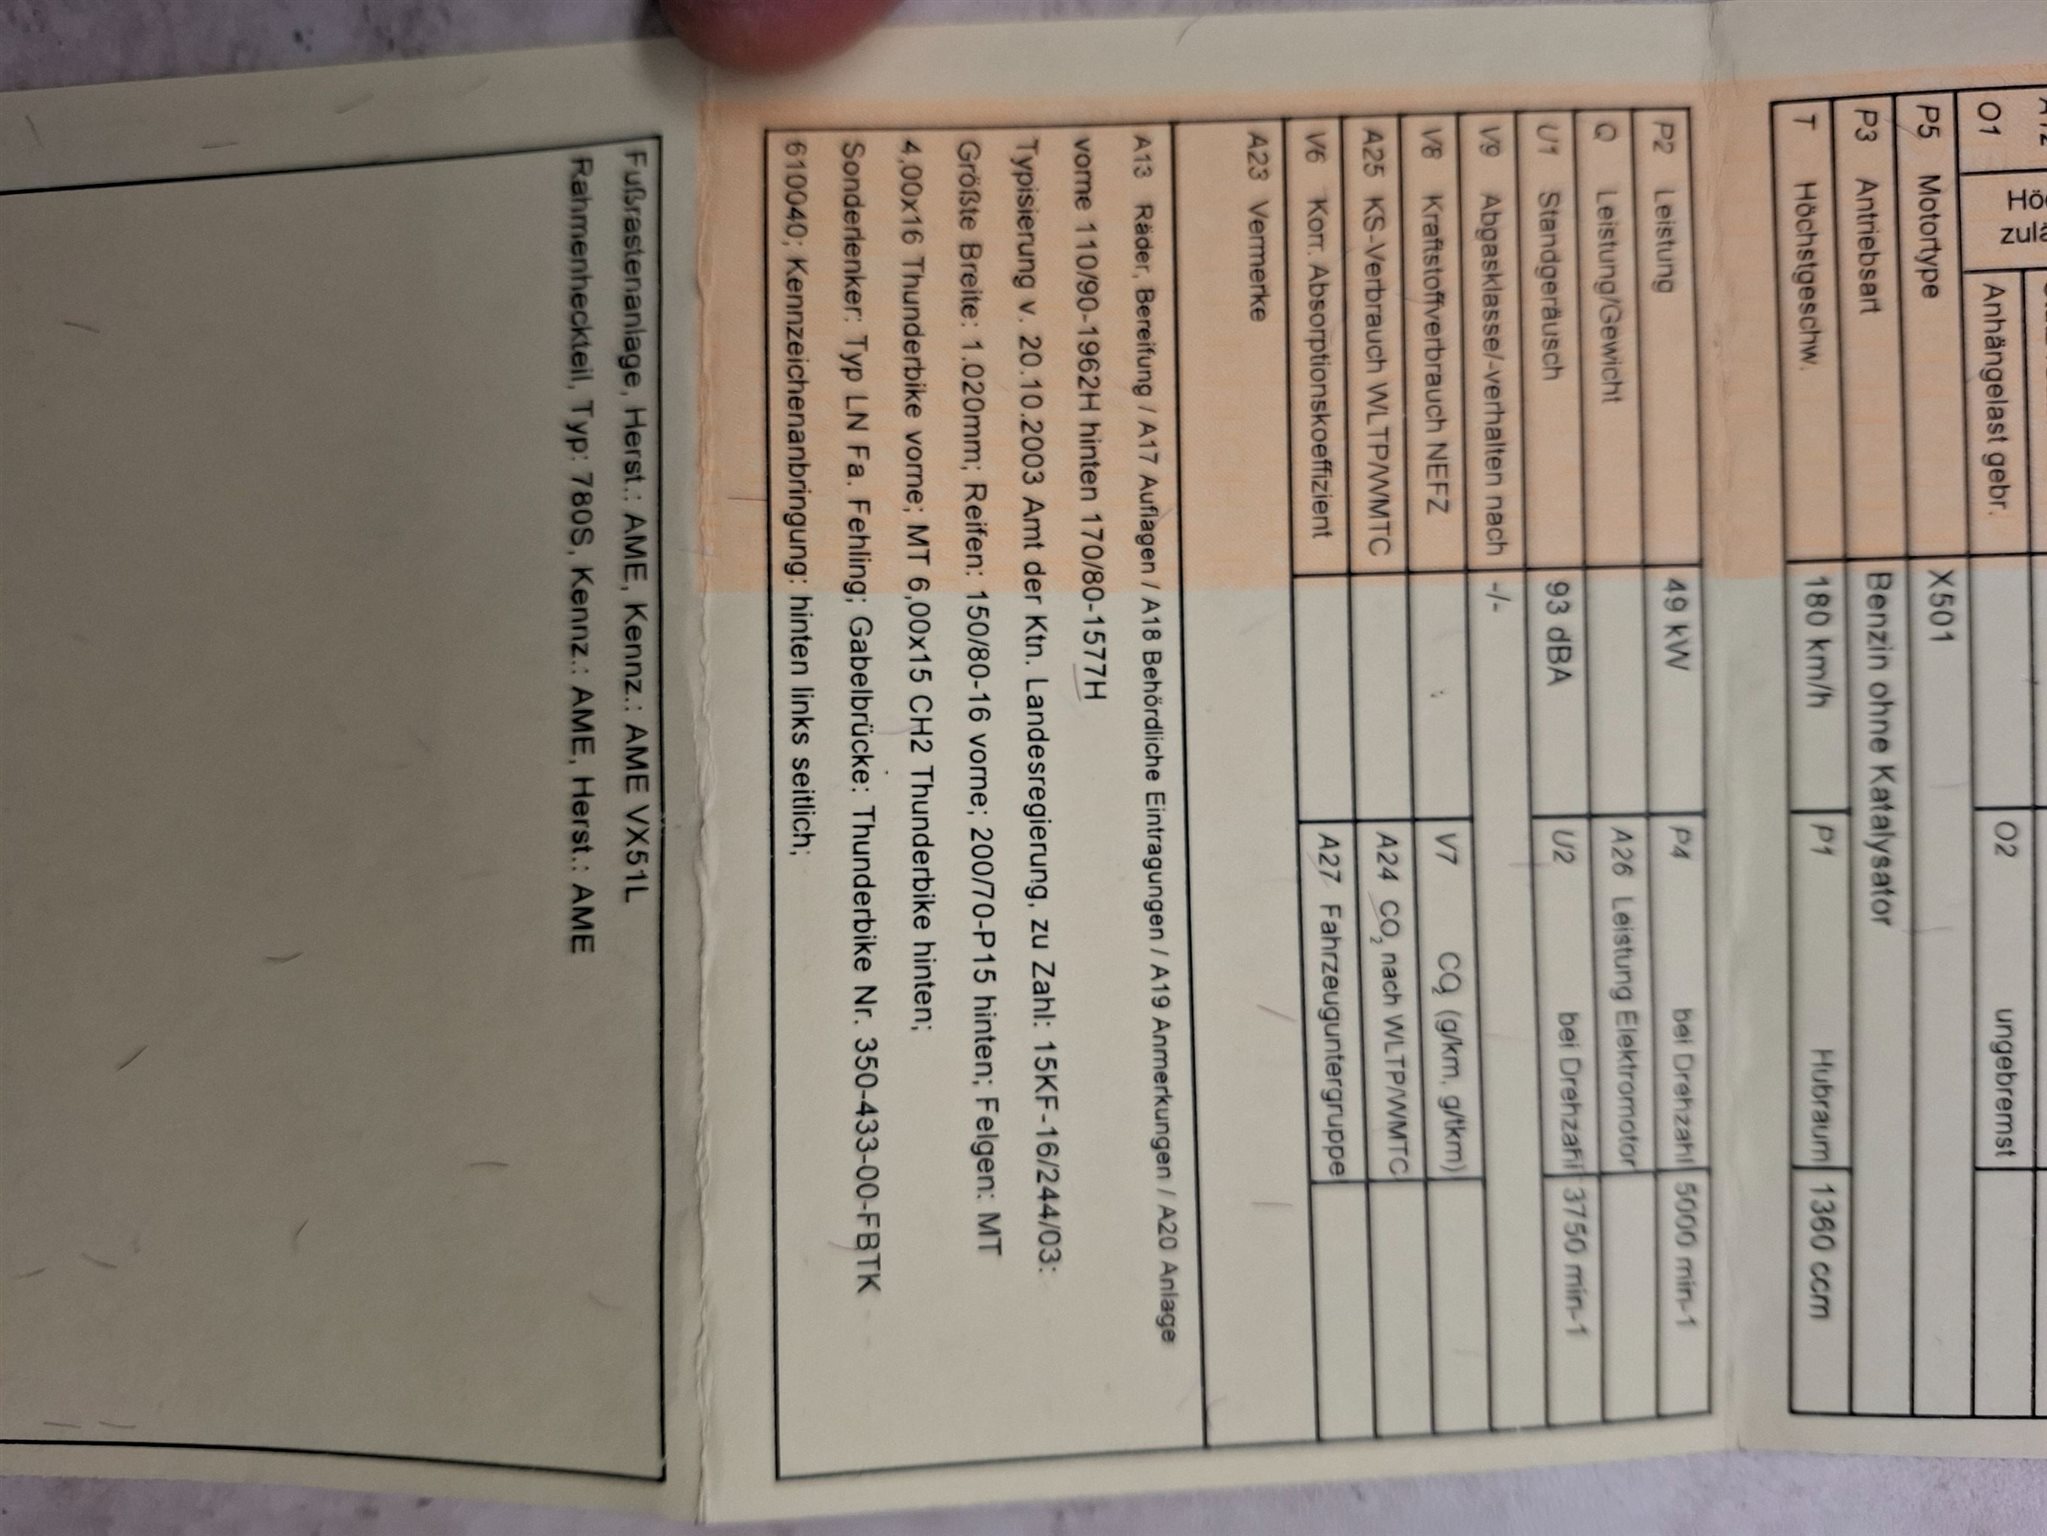 O1
Anhängelast gebr.
O2
ungebremst
P5 Motortype
X501
P3 Antriebsart
Benzin ohne Katalysator
T Höchstgeschw.
180 km/h
P1 Hubraum
1360 ccm
P2 Leistung
49 kW
P4 bei Drehzahl
5000 min-1
Q Leistung/Gewicht
A26 Leistung Elektromotor
U1 Standgeräusch
93 dBA
U2 bei Drehzahl
3750 min-1
V9 Abgasklasse/-verhalten nach
-/-
V8 Kraftstoffverbrauch NEFZ
V7 CO2 (g/km, g/tkm)
A25 KS-Verbrauch WLTP/WMTC
A24 CO2 nach WLTP/WMTC
V6 Korr. Absorptionskoeffizient
A27 Fahrzeuguntergruppe
A23 Vermerke
A13 Räder, Bereifung / A17 Auflagen / A18 Behördliche Eintragungen / A19 Anmerkungen / A20 Anlage
vorne 110/90-1962H hinten 170/80-1577H
Typisierung v. 20.10.2003 Amt der Ktn. Landesregierung, zu Zahl: 15KF-16/244/03:
Größte Breite: 1.020mm; Reifen: 150/80-16 vorne; 200/70-P15 hinten; Felgen: MT
4,00x16 Thunderbike vorne; MT 6,00x15 CH2 Thunderbike hinten;
Sonderlenker: Typ LN Fa. Fehling; Gabelbrücke: Thunderbike Nr. 350-433-00-FBTK
610040; Kennzeichenanbringung: hinten links seitlich;
Fußrastenanlage, Herst.: AME, Kennz.: AME VX51L
Rahmenheckteil, Typ: 780S, Kennz.: AME, Herst.: AME